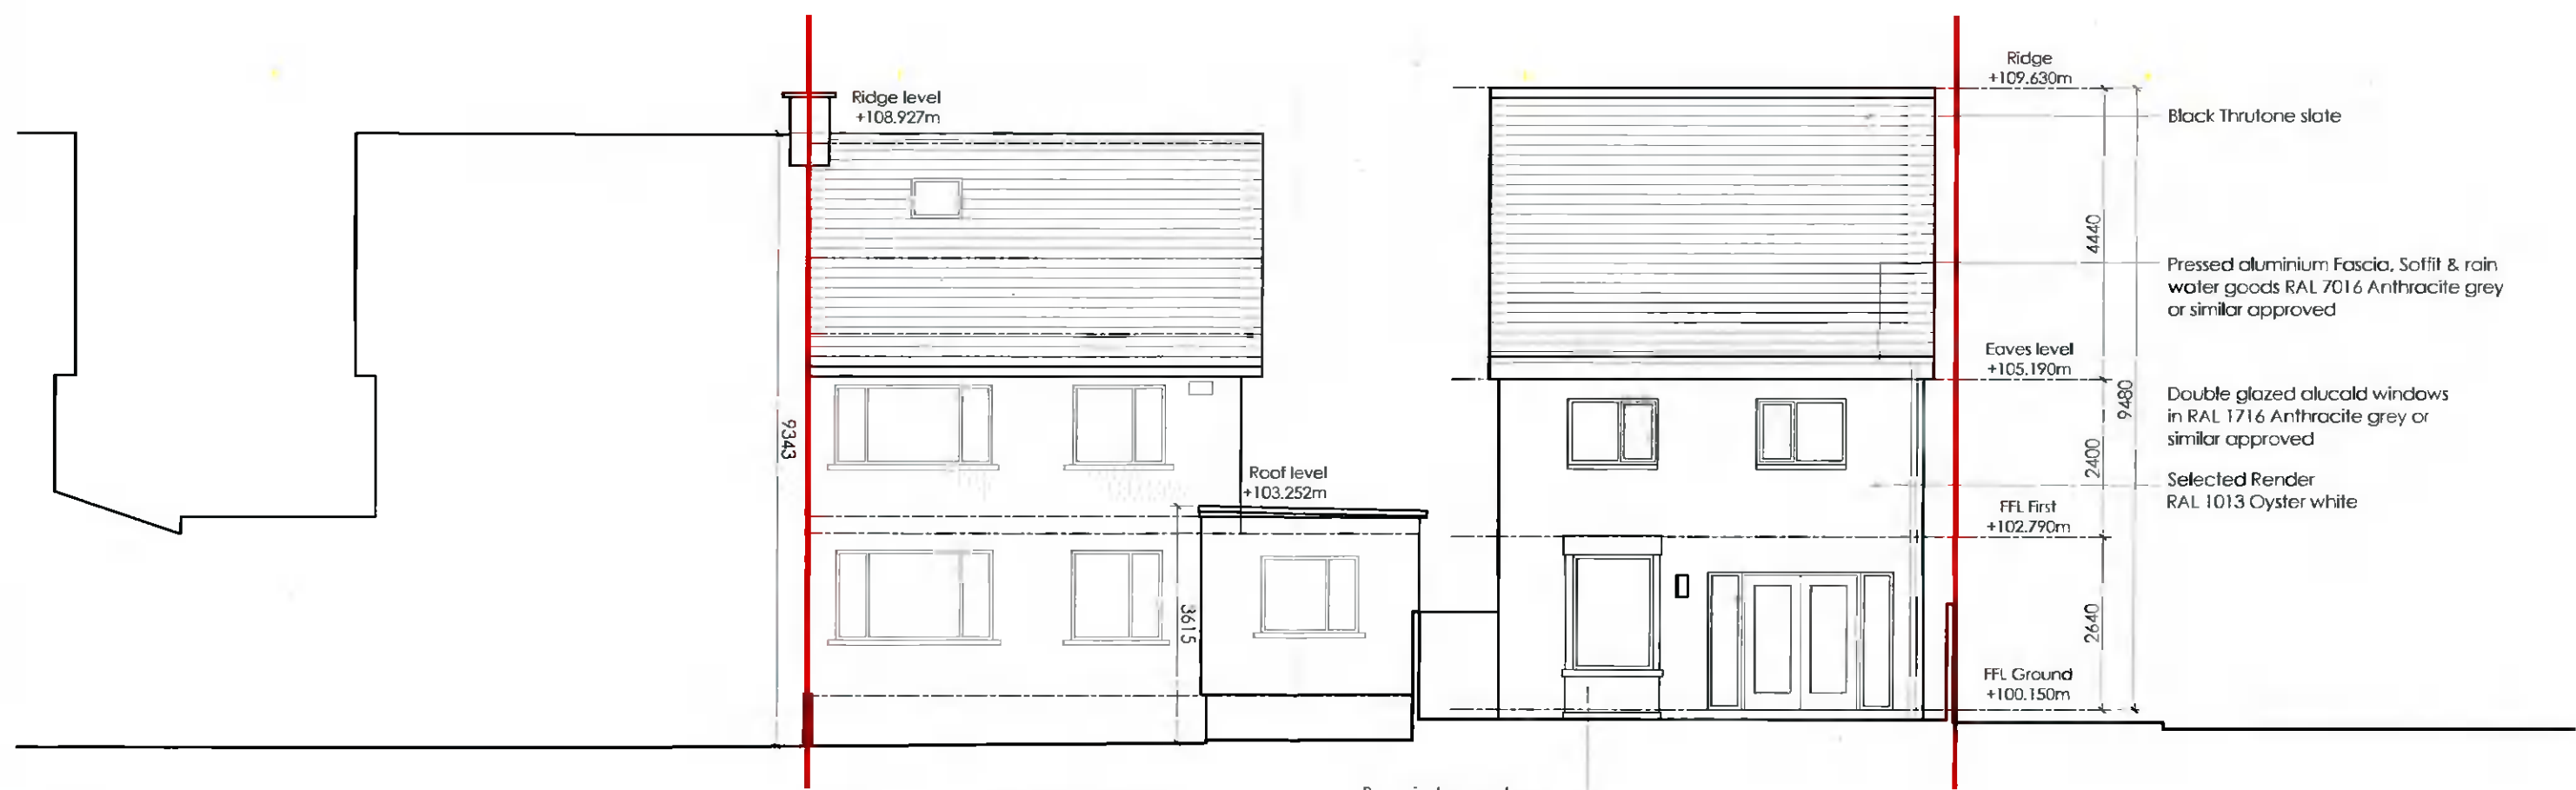 Ridge level
+108.927m
9343
Roof level
+103.252m
3615
Ridge
+109.630m
Eaves level
+105.190m
FFL First
+102.790m
FFL Ground
+100.150m
4440
2400
2640
9480
Black Thrutone slate
Pressed aluminium Fascia, Soffit & rain
water goods RAL 7016 Anthracite grey
or similar approved
Double glazed alucald windows
in RAL 1716 Anthracite grey or
similar approved
Selected Render
RAL 1013 Oyster white